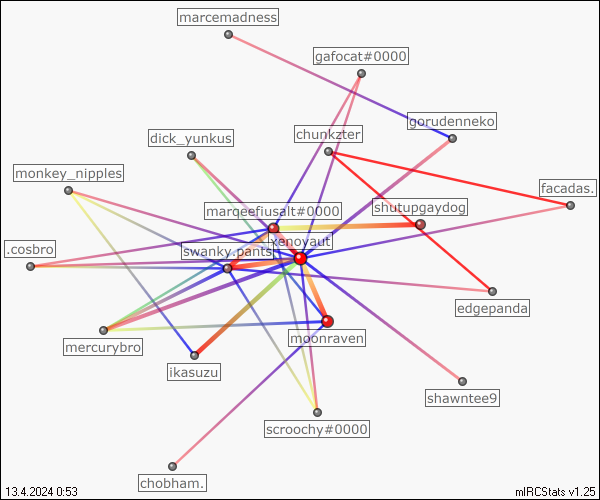 marcemadness
gafocat#0000
gorudenneko
chunkzter
dick_yunkus
monkey_nipples
facadas.
marqeefiusalt#0000
shutupgaydog
xenoyaut
.cosbro
swanky.pants
edgepanda
moonraven
mercurybro
ikasuzu
shawntee9
scroochy#0000
chobham.
13.4.2024 0:53
mIRCStats v1.25